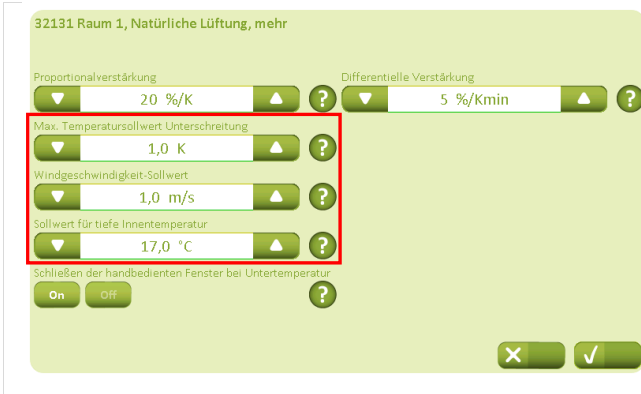 32131 Raum 1, Natürliche Lüftung, mehr
Proportionalverstärkung
20 %/K
?
Differentielle Verstärkung
5 %/Kmin
?
Max. Temperatursollwert Unterschreitung
1,0 K
?
Windgeschwindigkeit-Sollwert
1,0 m/s
?
Sollwert für tiefe Innentemperatur
17,0 °C
?
Schließen der handbedienten Fenster bei Untertemperatur
On Off ?